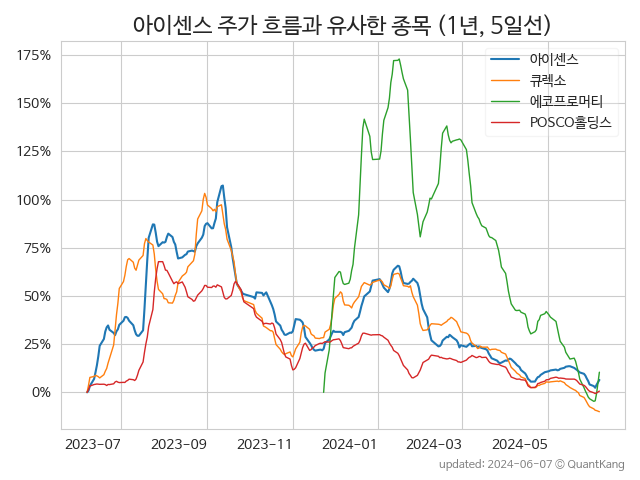 아이센스 주가 흐름과 유사한 종목 (1년, 5일선)
175%
150%
125%
100%
75%
50%
25%
0%
아이센스
큐렉소
에코프로머티
POSCO홀딩스
2023-07
2023-09
2023-11
2024-01
2024-03
2024-05
updated: 2024-06-07 © QuantKang